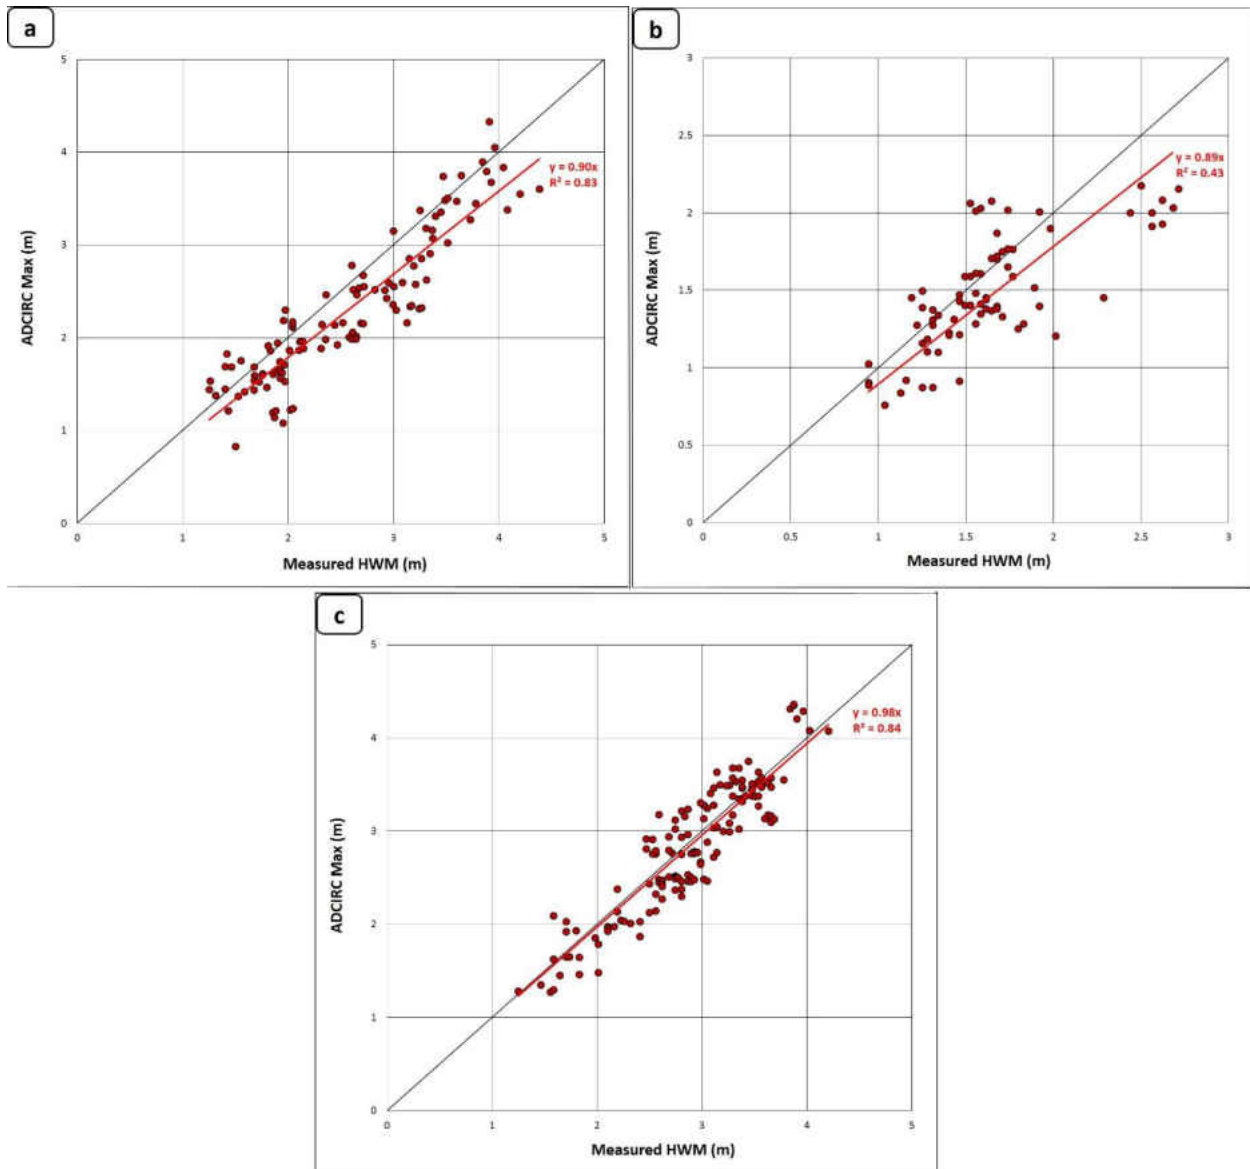 a
5
4
3
2
1
0
0
1
2
3
4
5
ADCIRC Max (m)
Measured HWM (m)
y = 0.90x
R² = 0.83
b
3
2.5
2
1.5
1
0.5
0
0
0.5
1
1.5
2
2.5
3
ADCIRC Max (m)
Measured HWM (m)
y = 0.89x
R² = 0.43
c
5
4
3
2
1
0
0
1
2
3
4
5
ADCIRC Max (m)
Measured HWM (m)
y = 0.98x
R² = 0.84